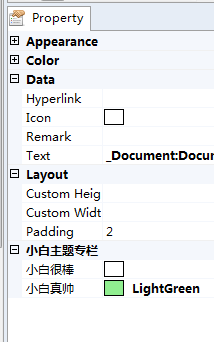 Property
Appearance
Color
Data
Hyperlink
Icon
Remark
Text _Document:Docu
Layout
Custom Heig
Custom Widt
Padding 2
小白主题专栏
小白很棒
小白真帅 LightGreen